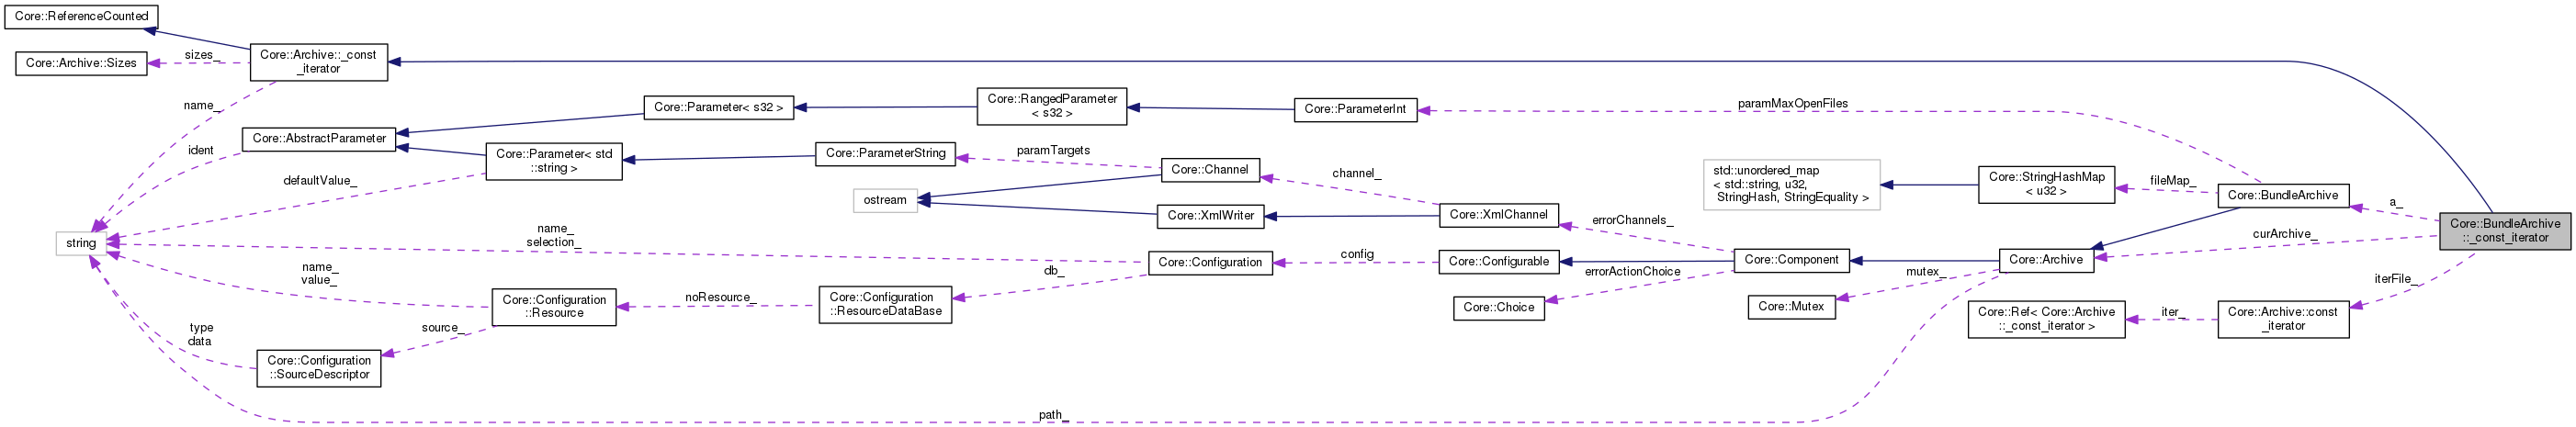 Core::ReferenceCounted
Core::Archive::Sizes
sizes_
Core::Archive::_const
_iterator
name_
Core::AbstractParameter
ident
Core::Parameter< s32 >
Core::RangedParameter
< s32 >
Core::ParameterInt
paramMaxOpenFiles
Core::Parameter< std
::string >
defaultValue_
Core::ParameterString
paramTargets
Core::Channel
channel_
ostream
Core::XmlWriter
Core::XmlChannel
errorChannels_
std::unordered_map
< std::string, u32,
StringHash, StringEquality >
Core::StringHashMap
< u32 >
fileMap_
Core::BundleArchive
a_
Core::BundleArchive
::_const_iterator
curArchive_
iterFile_
string
name_
selection_
name_
value_
type
data
Core::Configuration
::Resource
source_
Core::Configuration
::SourceDescriptor
noResource_
Core::Configuration
::ResourceDataBase
db_
Core::Configuration
config
Core::Configurable
errorActionChoice
Core::Choice
Core::Component
mutex_
Core::Mutex
Core::Archive
Core::Ref< Core::Archive
::_const_iterator >
iter_
Core::Archive::const
_iterator
path_